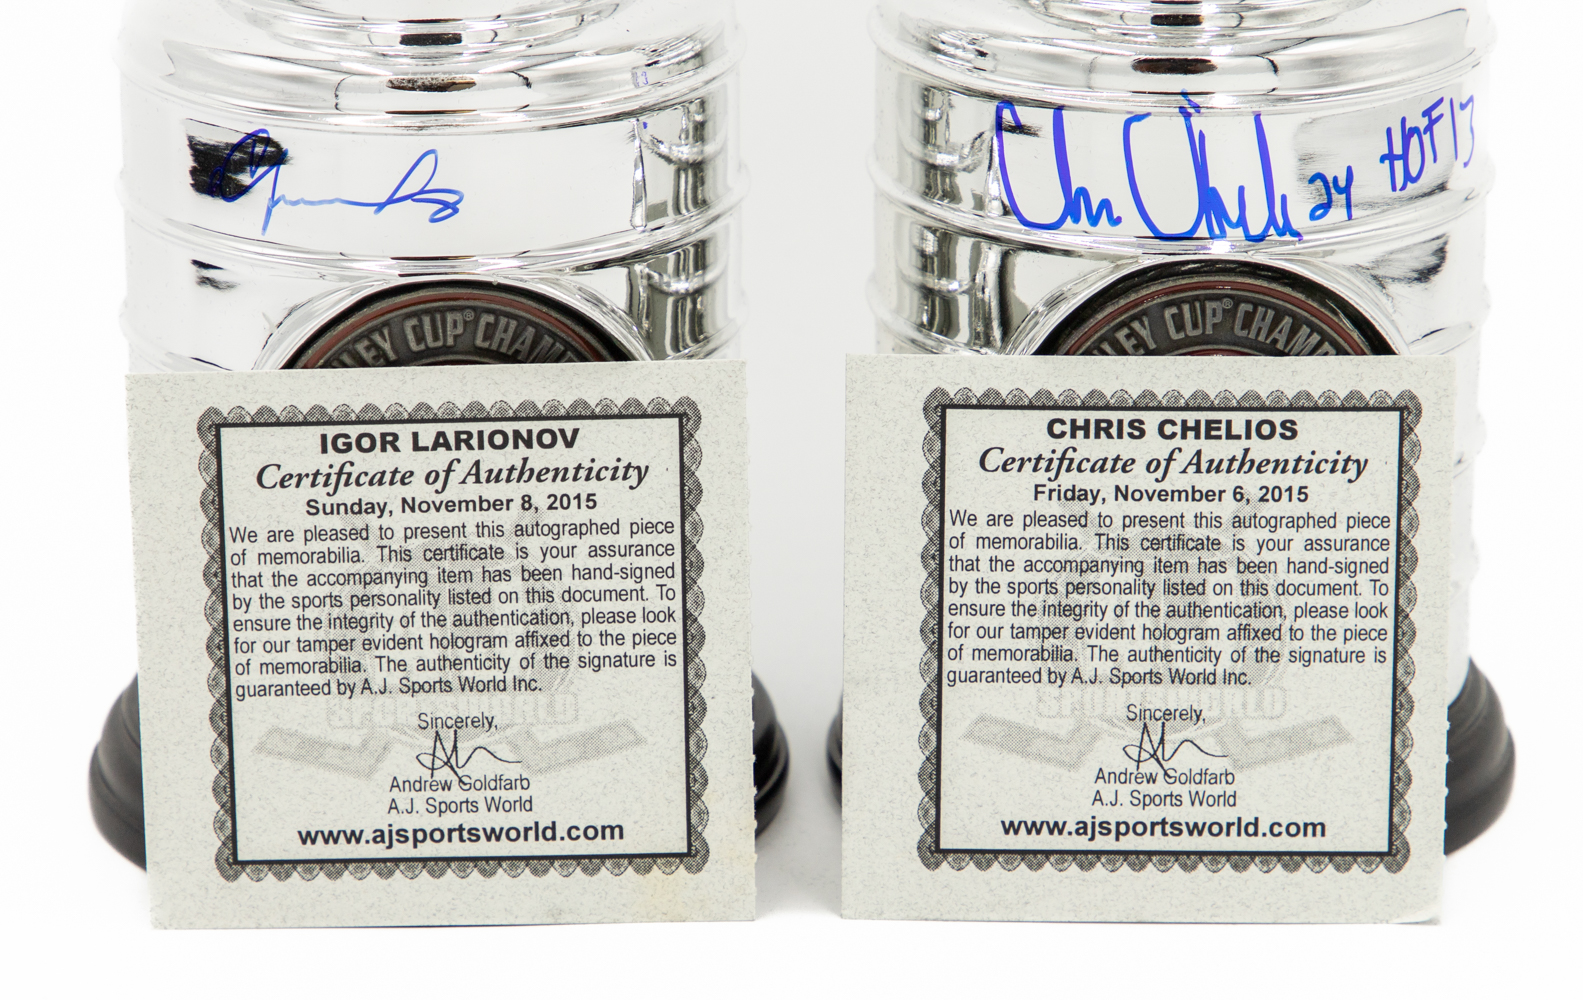 Chris Chelios 24 HOF 13
LEY CUP® CHAM
LEY CUP® CHAMP
IGOR LARIONOV
Certificate of Authenticity
Sunday, November 8, 2015
We are pleased to present this autographed piece
of memorabilia. This certificate is your assurance
that the accompanying item has been hand-signed
by the sports personality listed on this document. To
ensure the integrity of the authentication, please look
for our tamper evident hologram affixed to the piece
of memorabilia. The authenticity of the signature is
guaranteed by A.J. Sports World Inc.
SPORTSWORLD
Sincerely,
Andrew Goldfarb
A.J. Sports World
www.ajsportsworld.com
CHRIS CHELIOS
Certificate of Authenticity
Friday, November 6, 2015
We are pleased to present this autographed piece
of memorabilia. This certificate is your assurance
that the accompanying item has been hand-signed
by the sports personality listed on this document. To
ensure the integrity of the authentication, please look
for our tamper evident hologram affixed to the piece
of memorabilia. The authenticity of the signature is
guaranteed by A.J. Sports World Inc.
SPORTSWORLD
Sincerely,
Andrew Goldfarb
A.J. Sports World
www.ajsportsworld.com